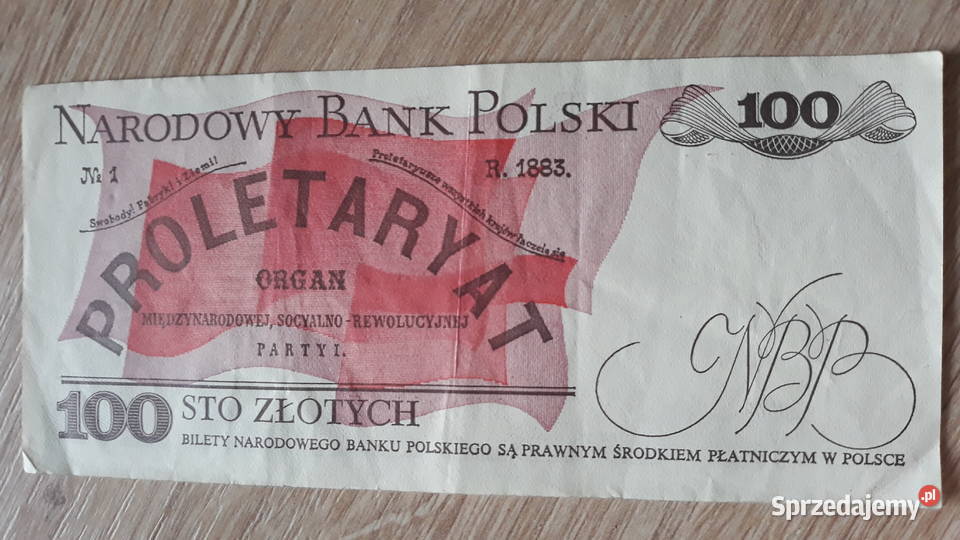 NARODOWY BANK POLSKI
100
№ 1
R. 1883.
Swobody! Fabryk! i Ziemi!
Proletaryusze wszystkich krajów łączcie się
PROLETARYAT
ORGAN
MIĘDZYNARODOWEJ, SOCYALNO-REWOLUCYJNEJ
PARTYI.
NBP
100 STO ZŁOTYCH
BILETY NARODOWEGO BANKU POLSKIEGO SĄ PRAWNYM ŚRODKIEM PŁATNICZYM W POLSCE
Sprzedajemy.pl